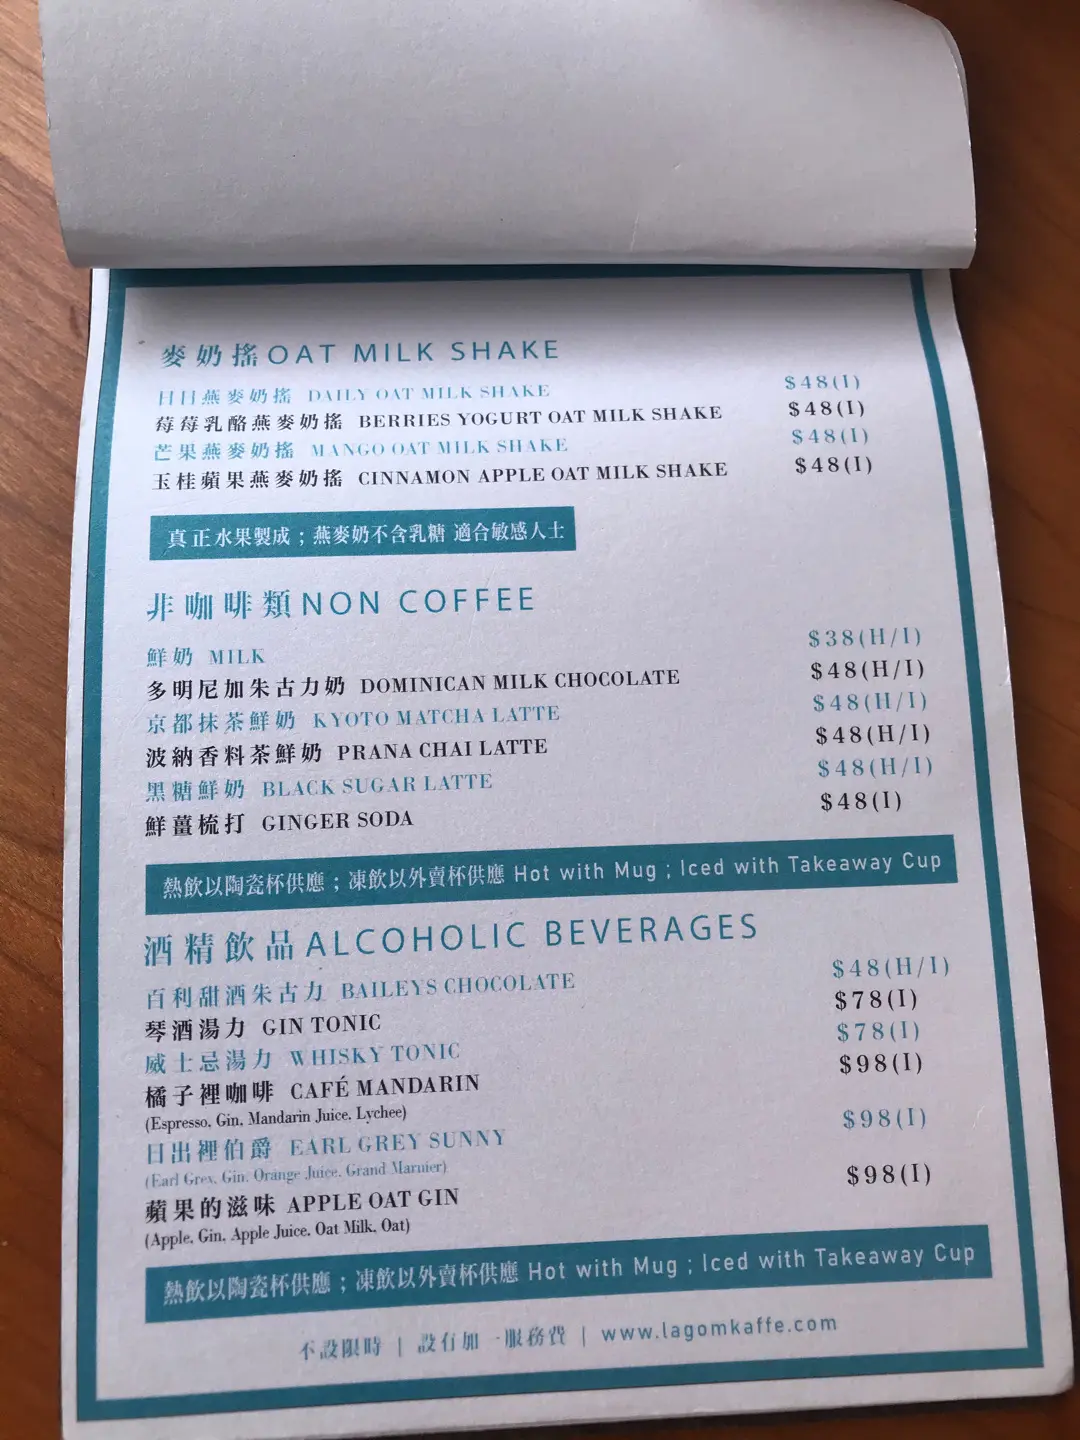 麥奶搖 OAT MILK SHAKE
日日燕麥奶搖 DAILY OAT MILK SHAKE $48(I)
莓莓乳酪燕麥奶搖 BERRIES YOGURT OAT MILK SHAKE $48(I)
芒果燕麥奶搖 MANGO OAT MILK SHAKE $48(I)
玉桂蘋果燕麥奶搖 CINNAMON APPLE OAT MILK SHAKE $48(I)
真正水果製成；燕麥奶不含乳糖 適合敏感人士
非咖啡類 NON COFFEE
鮮奶 MILK $38(H/I)
多明尼加朱古力奶 DOMINICAN MILK CHOCOLATE $48(H/I)
京都抹茶鮮奶 KYOTO MATCHA LATTE $48(H/I)
波納香料茶鮮奶 PRANA CHAI LATTE $48(H/I)
黑糖鮮奶 BLACK SUGAR LATTE $48(H/I)
鮮薑梳打 GINGER SODA $48(I)
熱飲以陶瓷杯供應；凍飲以外賣杯供應 Hot with Mug ; Iced with Takeaway Cup
酒精飲品 ALCOHOLIC BEVERAGES
百利甜酒朱古力 BAILEYS CHOCOLATE $48(H/I)
琴酒湯力 GIN TONIC $78(I)
威士忌湯力 WHISKY TONIC $78(I)
橘子裡咖啡 CAFÉ MANDARIN $98(I)
(Espresso, Gin, Mandarin Juice, Lychee)
日出裡伯爵 EARL GREY SUNNY $98(I)
(Earl Grey, Gin, Orange Juice, Grand Marnier)
蘋果的滋味 APPLE OAT GIN $98(I)
(Apple, Gin, Apple Juice, Oat Milk, Oat)
熱飲以陶瓷杯供應；凍飲以外賣杯供應 Hot with Mug ; Iced with Takeaway Cup
不設限時 | 設有加一服務費 | www.lagomkaffe.com